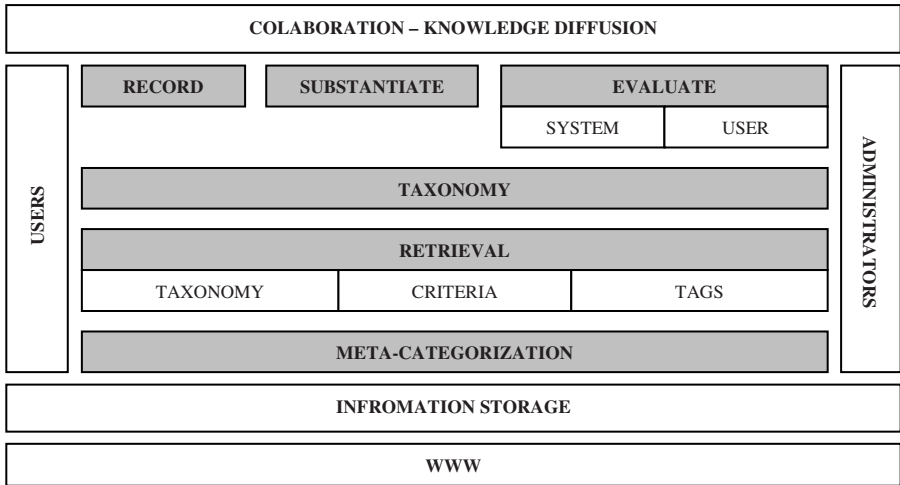 COLABORATION – KNOWLEDGE DIFFUSION
USERS
RECORD
SUBSTANTIATE
EVALUATE
SYSTEM
USER
TAXONOMY
RETRIEVAL
TAXONOMY
CRITERIA
TAGS
META-CATEGORIZATION
ADMINISTRATORS
INFROMATION STORAGE
WWW